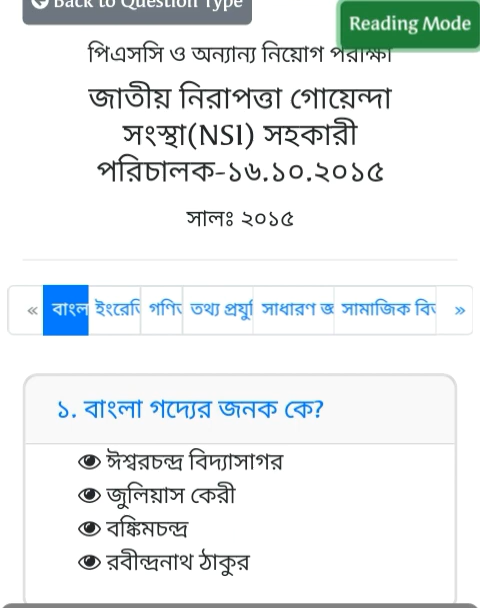 Back to Question Type
Reading Mode
পিএসসি ও অন্যান্য নিয়োগ পরীক্ষা
জাতীয় নিরাপত্তা গোয়েন্দা
সংস্থা(NSI) সহকারী
পরিচালক-১৬.১০.২০১৫
সালঃ ২০১৫
« বাংল ইংরেজি গণি তথ্য প্রযু সাধারণ জ্ঞ সামাজিক বি »
১. বাংলা গদ্যের জনক কে?
ঈশ্বরচন্দ্র বিদ্যাসাগর
জুলিয়াস কেরী
বঙ্কিমচন্দ্র
রবীন্দ্রনাথ ঠাকুর